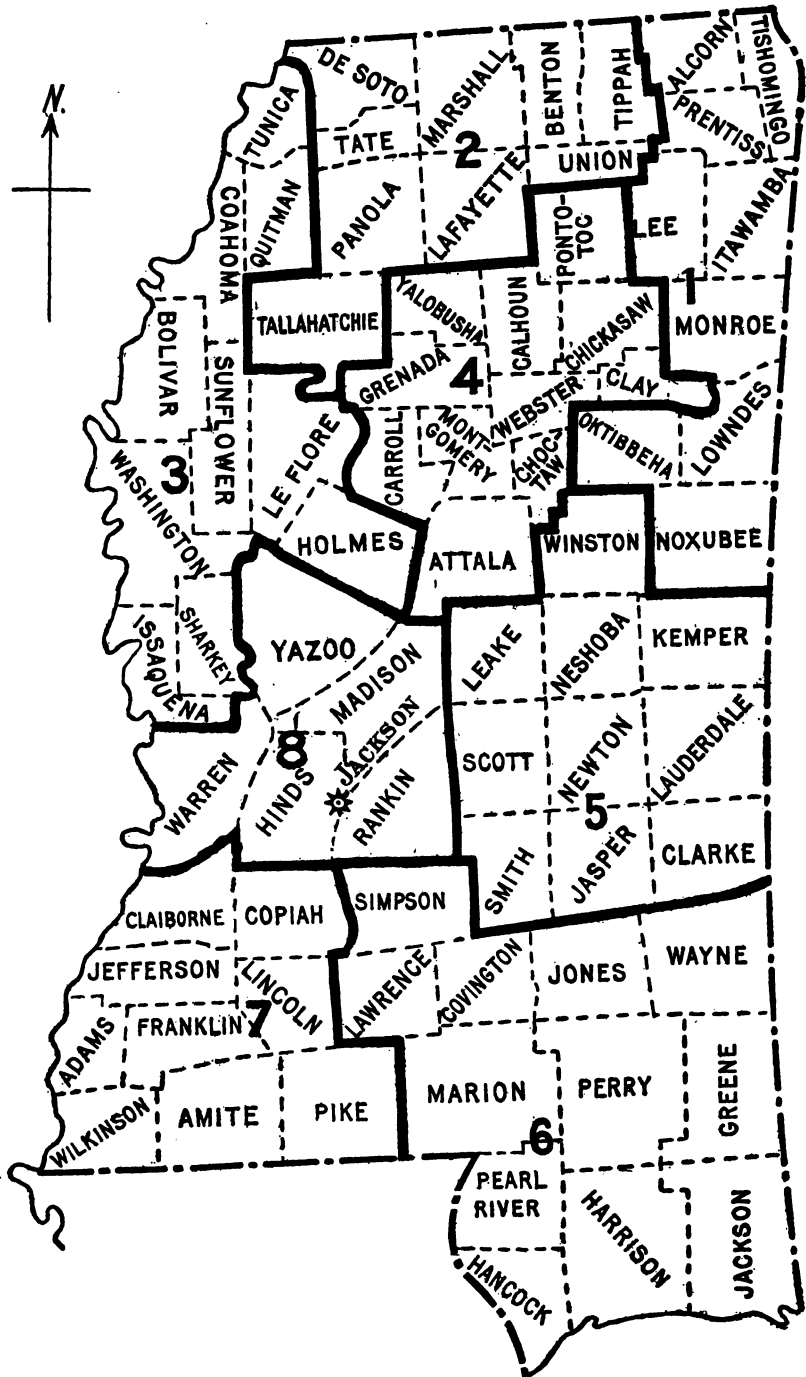 N.
DE SOTO
MARSHALL
BENTON
TIPPAH
ALCORN
TISHOMINGO
TUNICA
TATE
2
UNION
PRENTISS
COAHOMA
QUITMAN
PANOLA
LAFAYETTE
PONTO-
TOC
LEE
ITAWAMBA
1
TALLAHATCHIE
YALOBUSHA
CALHOUN
CHICKASAW
MONROE
BOLIVAR
SUNFLOWER
GRENADA
4
WEBSTER
CLAY
LOWNDES
LE FLORE
CARROLL
MONT-
GOMERY
CHOC-
TAW
OKTIBBEHA
WASHINGTON
3
HOLMES
ATTALA
WINSTON
NOXUBEE
ISSAQUENA
SHARKEY
YAZOO
MADISON
LEAKE
NESHOBA
KEMPER
WARREN
8
HINDS
JACKSON
RANKIN
SCOTT
NEWTON
LAUDERDALE
5
SMITH
JASPER
CLARKE
CLAIBORNE
COPIAH
SIMPSON
JEFFERSON
LINCOLN
LAWRENCE
COVINGTON
JONES
WAYNE
ADAMS
FRANKLIN
7
WILKINSON
AMITE
PIKE
MARION
PERRY
GREENE
6
PEARL
RIVER
HANCOCK
HARRISON
JACKSON